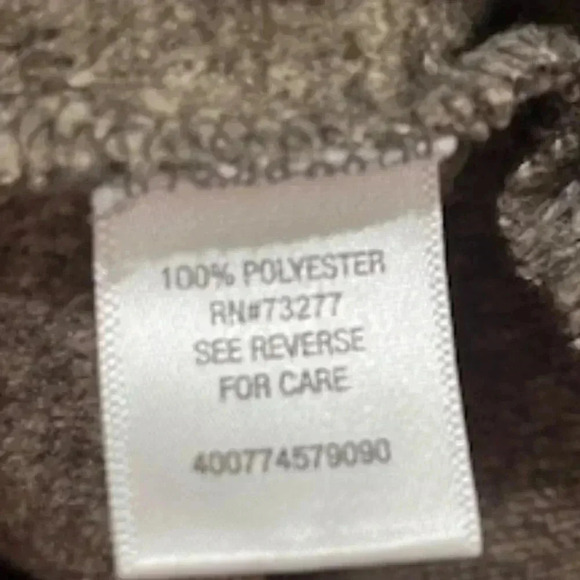 100% POLYESTER
RN#73277
SEE REVERSE
FOR CARE
400774579090